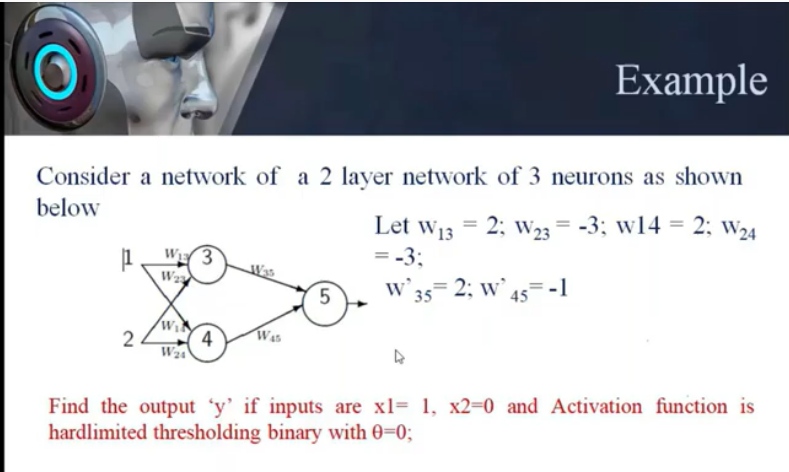 Example
Consider a network of a 2 layer network of 3 neurons as shown
below
Let w13 = 2; w23 = -3; w14 = 2; w24
= -3;
w’35= 2; w’45= -1
1
W13
3
W23
W35
5
2
W14
4
W24
W45
Find the output ‘y’ if inputs are x1= 1, x2=0 and Activation function is
hardlimited thresholding binary with θ=0;